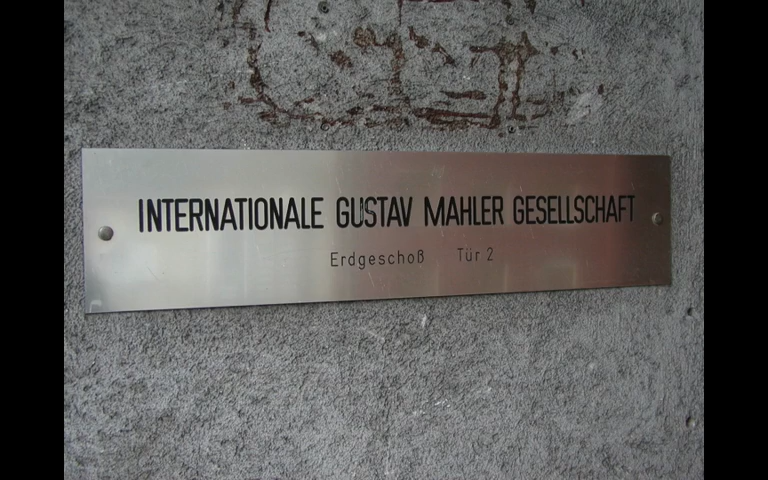 INTERNATIONALE GUSTAV MAHLER GESELLSCHAFT
Erdgeschoß Tür 2